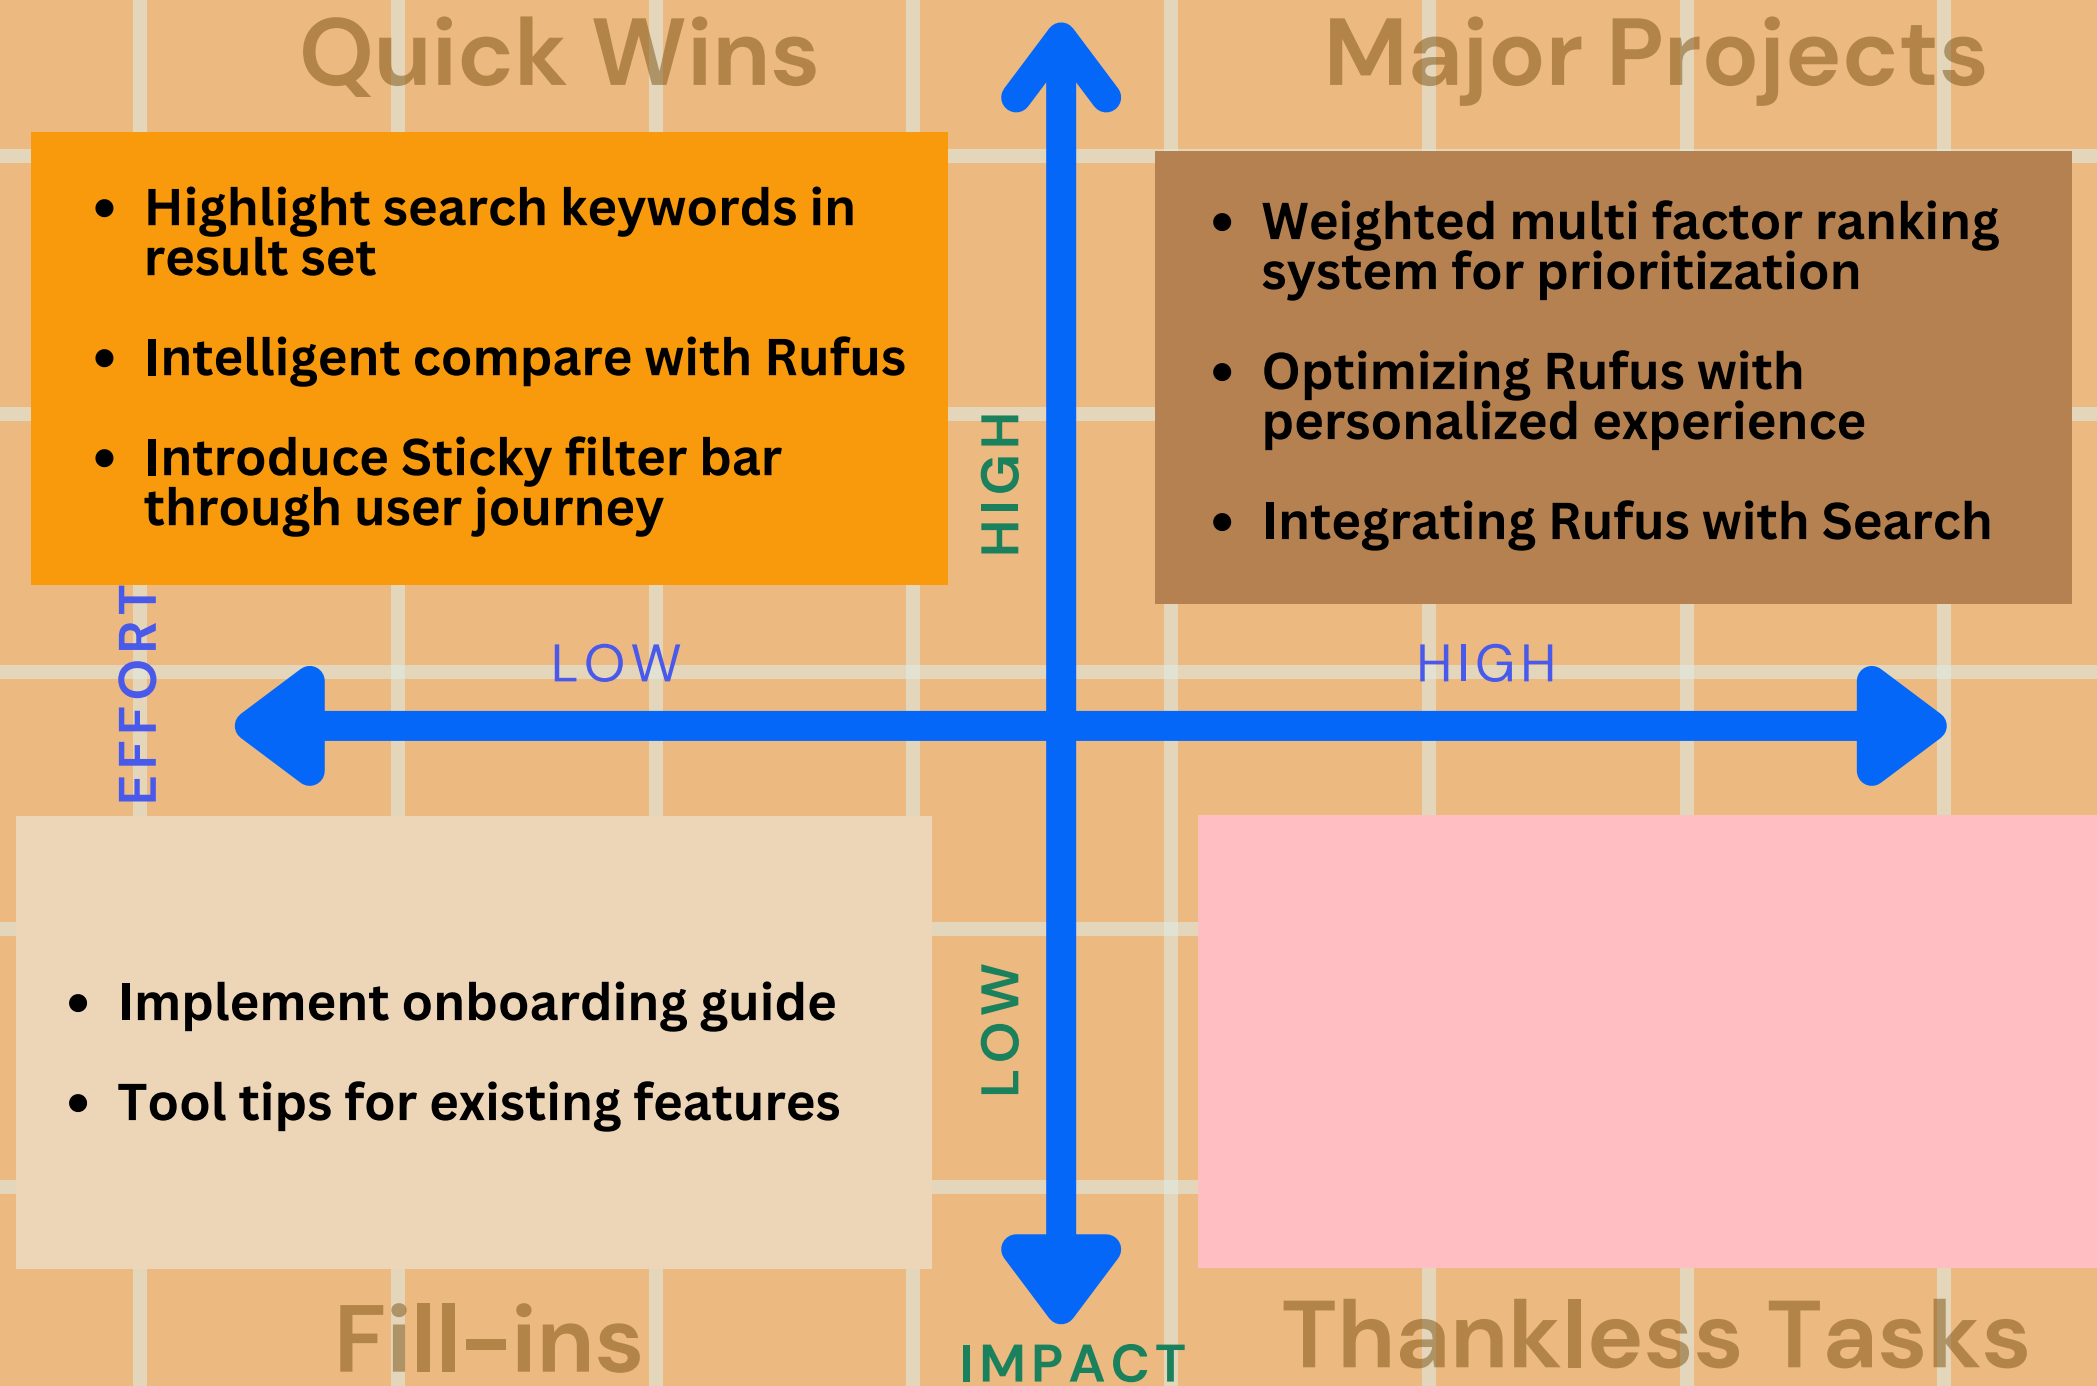 Quick Wins
Major Projects
• Highlight search keywords in
result set
• Intelligent compare with Rufus
• Introduce Sticky filter bar
through user journey
• Weighted multi factor ranking
system for prioritization
• Optimizing Rufus with
personalized experience
• Integrating Rufus with Search
HIGH
EFFORT
LOW
HIGH
• Implement onboarding guide
• Tool tips for existing features
LOW
Fill-ins
IMPACT
Thankless Tasks